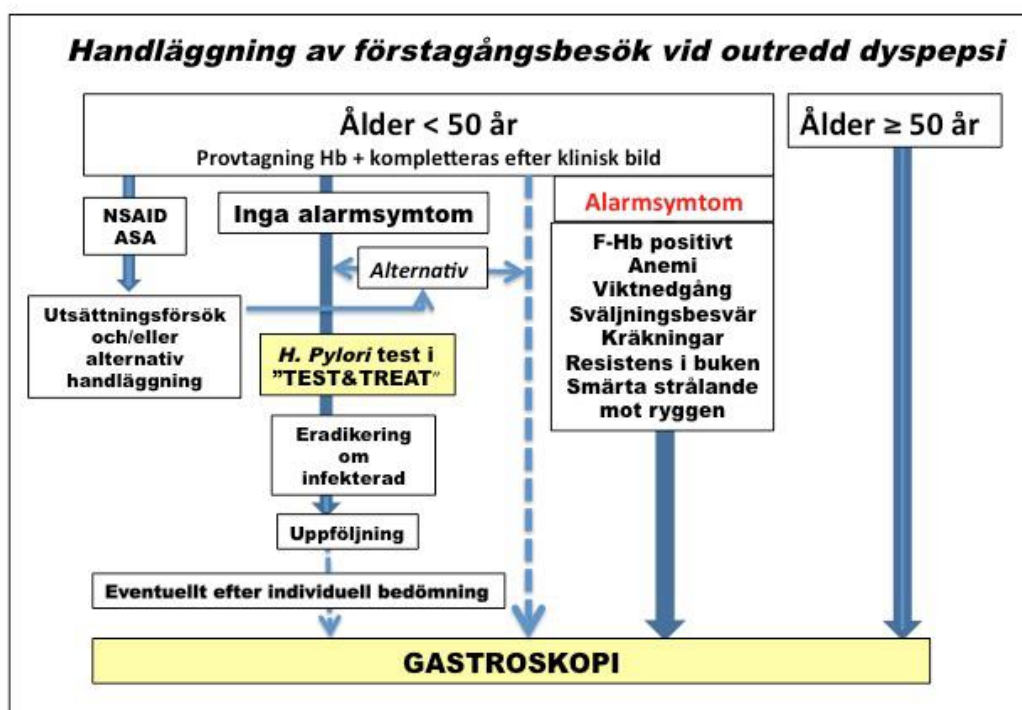 Handläggning av förstagångsbesök vid outredd dyspepsi
Ålder < 50 år
Provtagning Hb + kompletteras efter klinisk bild
Ålder ≥ 50 år
NSAID
ASA
Inga alarmsymtom
Alternativ
Utsättningsförsök
och/eller
alternativ
handläggning
H. Pylori test i
”TEST&TREAT”
Eradikering
om
infekterad
Uppföljning
Eventuellt efter individuell bedömning
Alarmsymtom
F-Hb positivt
Anemi
Viktnedgång
Sväljningsbesvär
Kräkningar
Resistens i buken
Smärta strålande
mot ryggen
GASTROSKOPI